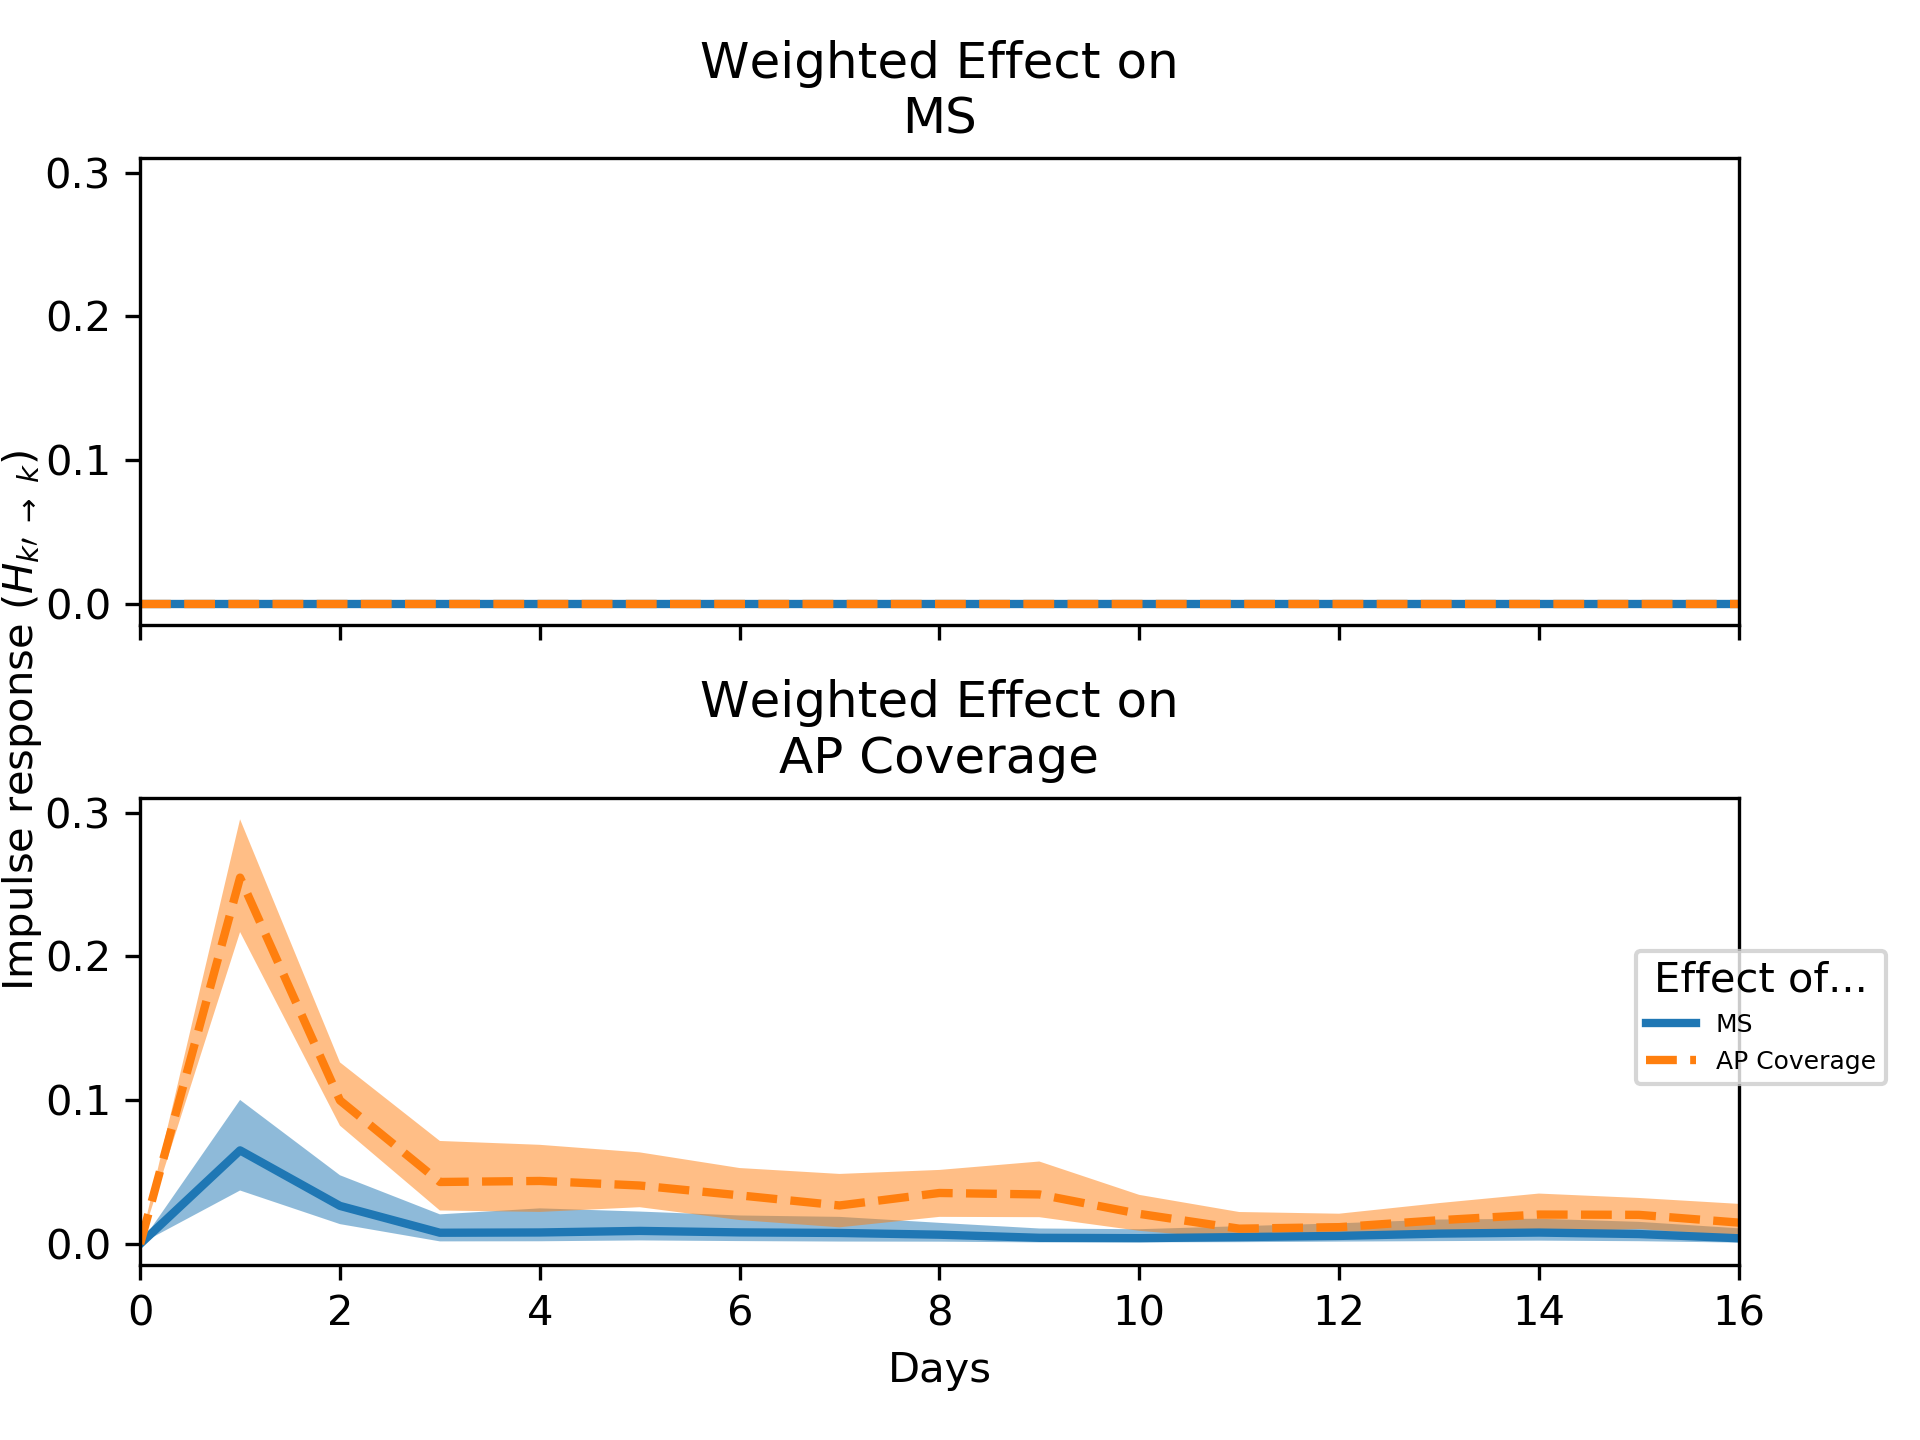 Weighted Effect on
MS
0.3
0.2
0.1
0.0
Impulse response (H_{k′ → k})
Weighted Effect on
AP Coverage
0.3
0.2
0.1
0.0
Effect of...
MS
AP Coverage
0 2 4 6 8 10 12 14 16
Days